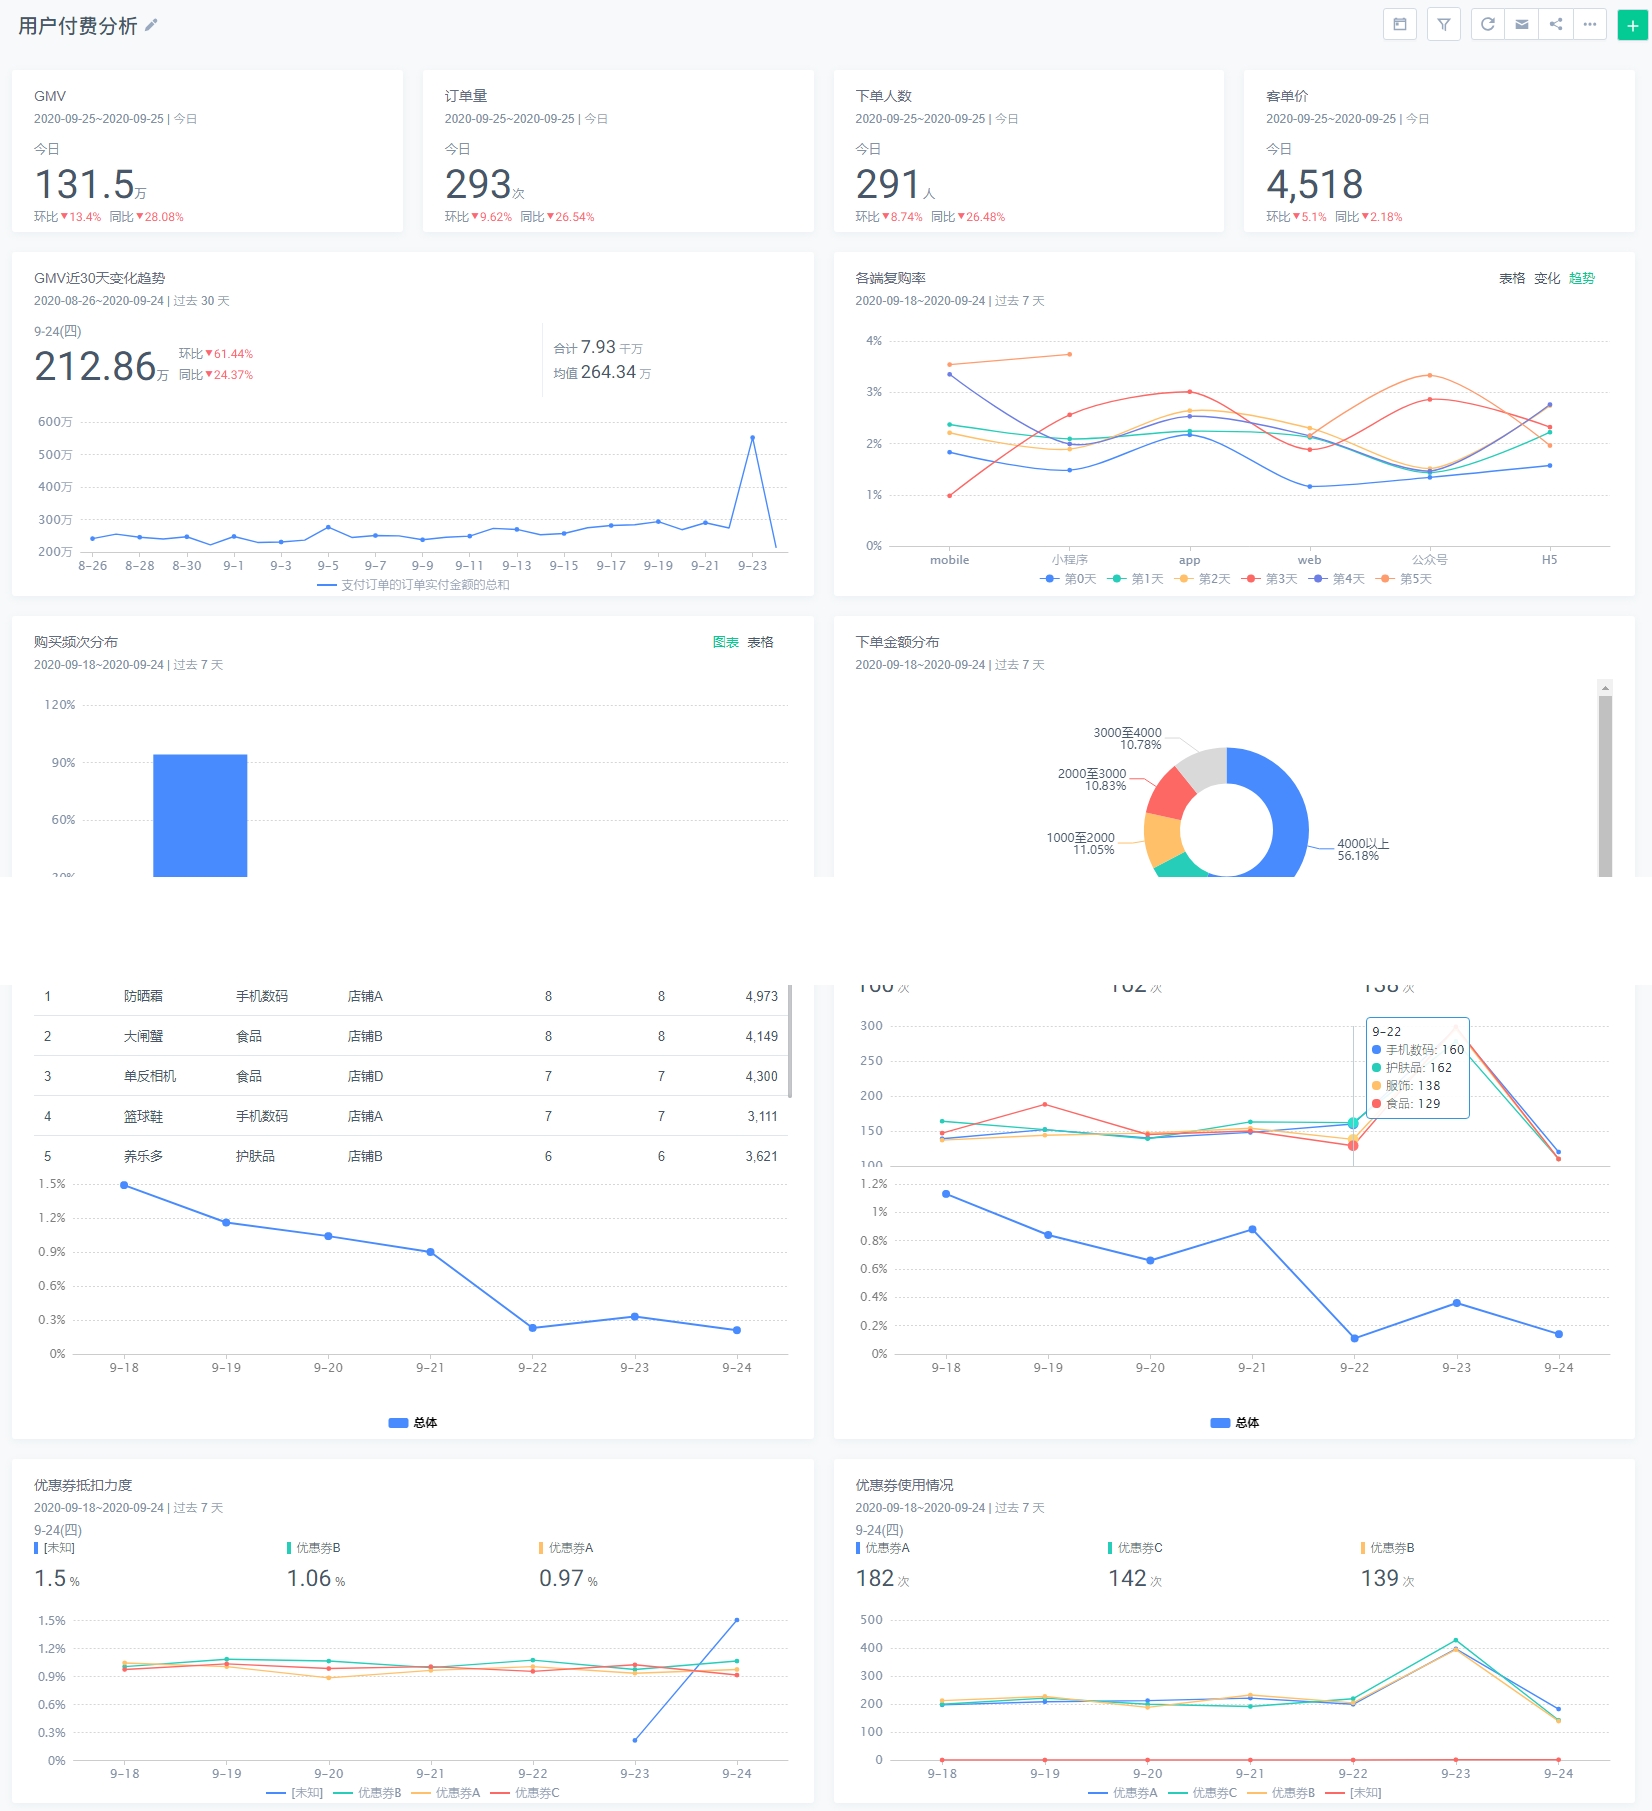 用户付费分析
GMV
2020-09-25~2020-09-25 | 今日
今日
131.5万
环比▼13.4% 同比▼28.08%
订单量
2020-09-25~2020-09-25 | 今日
今日
293次
环比▼9.62% 同比▼26.54%
下单人数
2020-09-25~2020-09-25 | 今日
今日
291人
环比▼8.74% 同比▼26.48%
客单价
2020-09-25~2020-09-25 | 今日
今日
4,518
环比▼5.1% 同比▼2.18%
GMV近30天变化趋势
2020-08-26~2020-09-24 | 过去 30 天
9-24(四)
212.86万
环比▼61.44%
同比▼24.37%
合计 7.93 千万
均值 264.34 万
600万
500万
400万
300万
200万
8-26 8-28 8-30 9-1 9-3 9-5 9-7 9-9 9-11 9-13 9-15 9-17 9-19 9-21 9-23
支付订单的订单实付金额的总和
各端复购率
表格 变化 趋势
2020-09-18~2020-09-24 | 过去 7 天
4%
3%
2%
1%
0%
mobile 小程序 app web 公众号 H5
第0天 第1天 第2天 第3天 第4天 第5天
购买频次分布
图表 表格
2020-09-18~2020-09-24 | 过去 7 天
120%
90%
60%
30%
下单金额分布
2020-09-18~2020-09-24 | 过去 7 天
3000至4000
10.78%
2000至3000
10.83%
1000至2000
11.05%
4000以上
56.18%
1 防晒霜 手机数码 店铺A 8 8 4,973
2 大闸蟹 食品 店铺B 8 8 4,149
3 单反相机 食品 店铺D 7 7 4,300
4 篮球鞋 手机数码 店铺A 7 7 3,111
5 养乐多 护肤品 店铺B 6 6 3,621
1.5%
1.2%
0.9%
0.6%
0.3%
0%
9-18 9-19 9-20 9-21 9-22 9-23 9-24
总体
160 次 162 次 138 次
300
250
200
150
100
9-22
手机数码: 160
护肤品: 162
服饰: 138
食品: 129
1.2%
1%
0.8%
0.6%
0.4%
0.2%
0%
9-18 9-19 9-20 9-21 9-22 9-23 9-24
总体
优惠券抵扣力度
2020-09-18~2020-09-24 | 过去 7 天
9-24(四)
[未知] 优惠券B 优惠券A
1.5 % 1.06 % 0.97 %
1.5%
1.2%
0.9%
0.6%
0.3%
0%
9-18 9-19 9-20 9-21 9-22 9-23 9-24
[未知] 优惠券B 优惠券A 优惠券C
优惠券使用情况
2020-09-18~2020-09-24 | 过去 7 天
9-24(四)
优惠券A 优惠券C 优惠券B
182 次 142 次 139 次
500
400
300
200
100
0
9-18 9-19 9-20 9-21 9-22 9-23 9-24
优惠券A 优惠券C 优惠券B [未知]